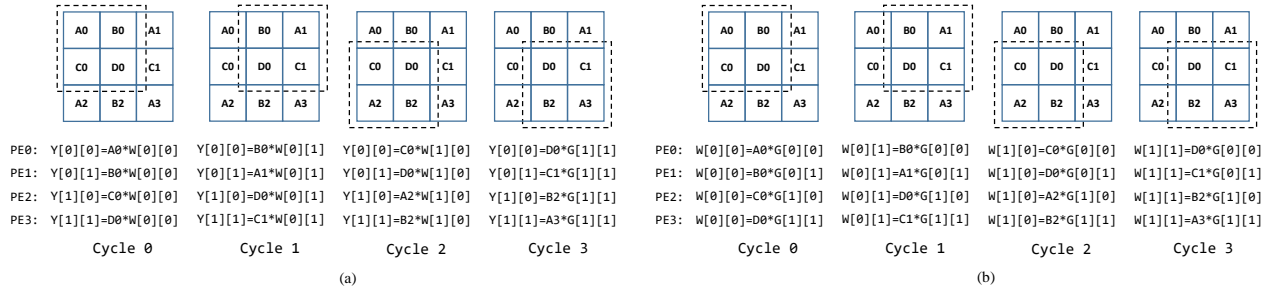 A0 B0 A1 A0 B0 A1 A0 B0 A1 A0 B0 A1
C0 D0 C1 C0 D0 C1 C0 D0 C1 C0 D0 C1
A2 B2 A3 A2 B2 A3 A2 B2 A3 A2 B2 A3
PE0: Y[0][0]=A0*W[0][0] Y[0][0]=B0*W[0][1] Y[0][0]=C0*W[1][0] Y[0][0]=D0*G[1][1]
PE1: Y[0][0]=B0*W[0][0] Y[0][1]=A1*W[0][1] Y[0][1]=D0*W[1][0] Y[0][1]=C1*G[1][1]
PE2: Y[1][0]=C0*W[0][0] Y[1][0]=D0*W[0][1] Y[1][0]=A2*W[1][0] Y[1][0]=B2*G[1][1]
PE3: Y[1][1]=D0*W[0][0] Y[1][1]=C1*W[0][1] Y[1][1]=B2*W[1][0] Y[1][1]=A3*G[1][1]
Cycle 0 Cycle 1 Cycle 2 Cycle 3
(a)
A0 B0 A1 A0 B0 A1 A0 B0 A1 A0 B0 A1
C0 D0 C1 C0 D0 C1 C0 D0 C1 C0 D0 C1
A2 B2 A3 A2 B2 A3 A2 B2 A3 A2 B2 A3
PE0: W[0][0]=A0*G[0][0] W[0][1]=B0*G[0][0] W[1][0]=C0*G[0][0] W[1][1]=D0*G[0][0]
PE1: W[0][0]=B0*G[0][1] W[0][1]=A1*G[0][1] W[1][0]=D0*G[0][1] W[1][1]=C1*G[0][1]
PE2: W[0][0]=C0*G[1][0] W[0][1]=D0*G[1][0] W[1][0]=A2*G[1][0] W[1][1]=B2*G[1][0]
PE3: W[0][0]=D0*G[1][1] W[0][1]=C1*G[1][1] W[1][0]=B2*G[1][1] W[1][1]=A3*G[1][1]
Cycle 0 Cycle 1 Cycle 2 Cycle 3
(b)